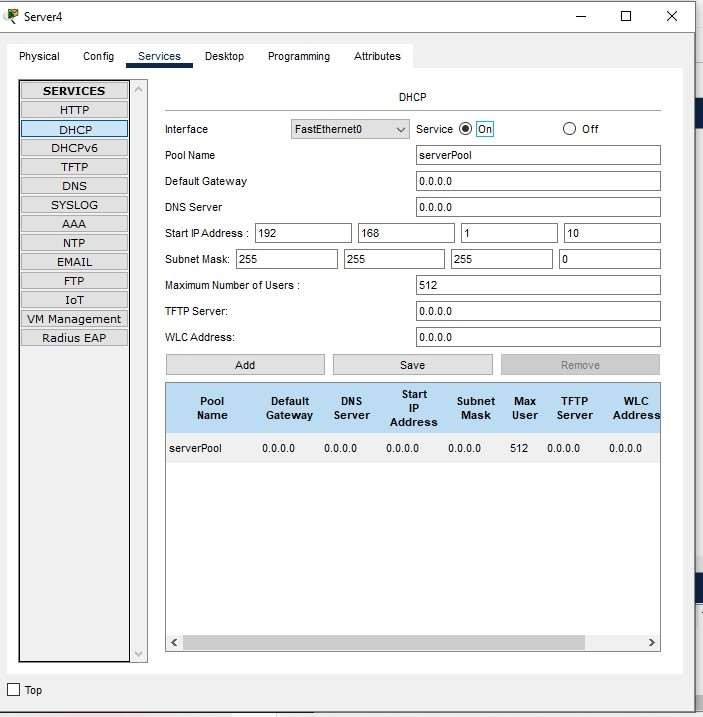 Server4
Physical Config Services Desktop Programming Attributes
SERVICES
HTTP
DHCP
DHCPv6
TFTP
DNS
SYSLOG
AAA
NTP
EMAIL
FTP
IoT
VM Management
Radius EAP
DHCP
Interface FastEthernet0 Service On Off
Pool Name serverPool
Default Gateway 0.0.0.0
DNS Server 0.0.0.0
Start IP Address : 192 168 1 10
Subnet Mask: 255 255 255 0
Maximum Number of Users : 512
TFTP Server: 0.0.0.0
WLC Address: 0.0.0.0
Add Save Remove
Pool Name Default Gateway DNS Server Start IP Address Subnet Mask Max User TFTP Server WLC Address
serverPool 0.0.0.0 0.0.0.0 0.0.0.0 0.0.0.0 512 0.0.0.0 0.0.0.0
Top